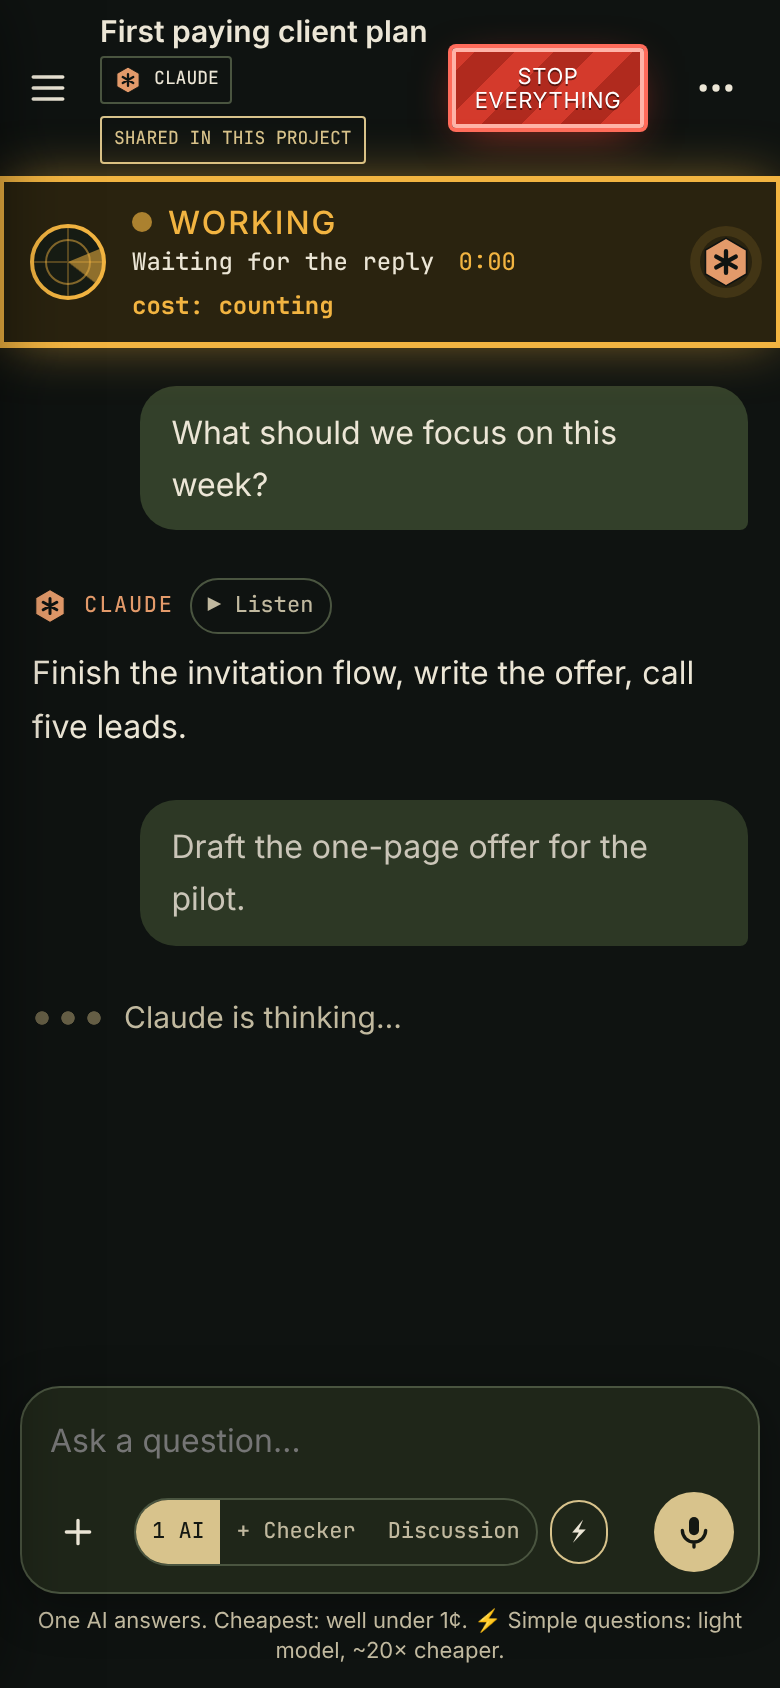 First paying client plan
CLAUDE
SHARED IN THIS PROJECT
STOP
EVERYTHING
WORKING
Waiting for the reply 0:00
cost: counting
What should we focus on this
week?
CLAUDE
Listen
Finish the invitation flow, write the offer, call
five leads.
Draft the one-page offer for the
pilot.
Claude is thinking...
Ask a question...
1 AI + Checker Discussion
One AI answers. Cheapest: well under 1¢. ⚡ Simple questions: light
model, ~20× cheaper.